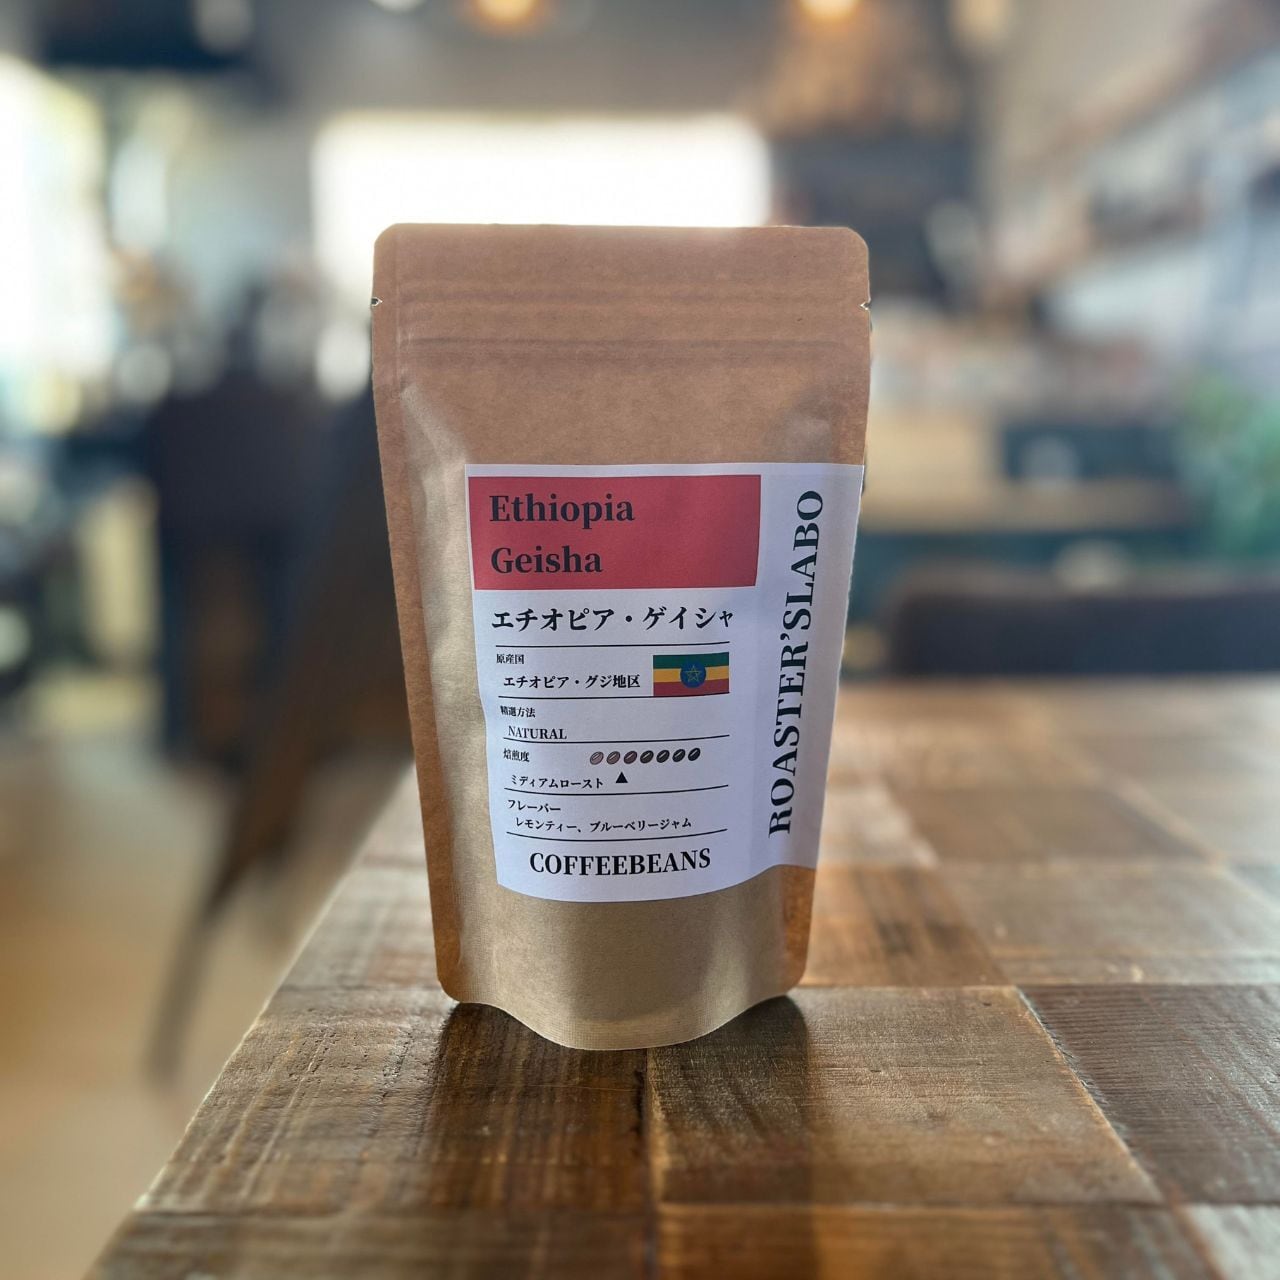 Ethiopia
Geisha
エチオピア・ゲイシャ
原産国
エチオピア・グジ地区
精選方法
NATURAL
焙煎度
ミディアムロースト
フレーバー
レモンティー、ブルーベリージャム
COFFEEBEANS
ROASTER'SLABO